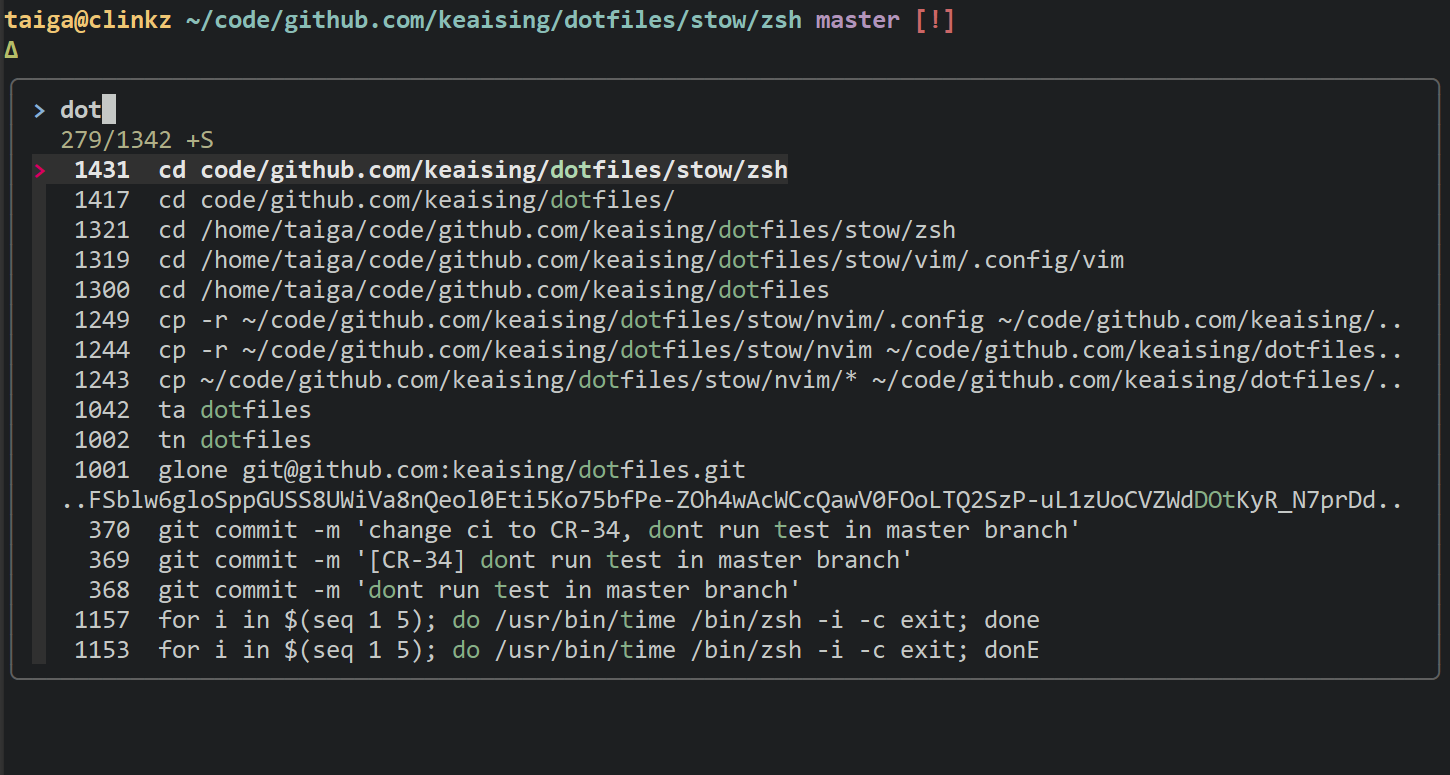 taiga@clinkz ~/code/github.com/keaising/dotfiles/stow/zsh master [!]
Δ
> dot
279/1342 +S
> 1431 cd code/github.com/keaising/dotfiles/stow/zsh
1417 cd code/github.com/keaising/dotfiles/
1321 cd /home/taiga/code/github.com/keaising/dotfiles/stow/zsh
1319 cd /home/taiga/code/github.com/keaising/dotfiles/stow/vim/.config/vim
1300 cd /home/taiga/code/github.com/keaising/dotfiles
1249 cp -r ~/code/github.com/keaising/dotfiles/stow/nvim/.config ~/code/github.com/keaising/..
1244 cp -r ~/code/github.com/keaising/dotfiles/stow/nvim ~/code/github.com/keaising/dotfiles..
1243 cp ~/code/github.com/keaising/dotfiles/stow/nvim/* ~/code/github.com/keaising/dotfiles/..
1042 ta dotfiles
1002 tn dotfiles
1001 glone git@github.com:keaising/dotfiles.git
..FSblw6gloSppGUSS8UWiVa8nQeol0Eti5Ko75bfPe-ZOh4wAcWCcQawV0FOoLTQ2SzP-uL1zUoCVZWdDOtKyR_N7prDd..
370 git commit -m 'change ci to CR-34, dont run test in master branch'
369 git commit -m '[CR-34] dont run test in master branch'
368 git commit -m 'dont run test in master branch'
1157 for i in $(seq 1 5); do /usr/bin/time /bin/zsh -i -c exit; done
1153 for i in $(seq 1 5); do /usr/bin/time /bin/zsh -i -c exit; donE